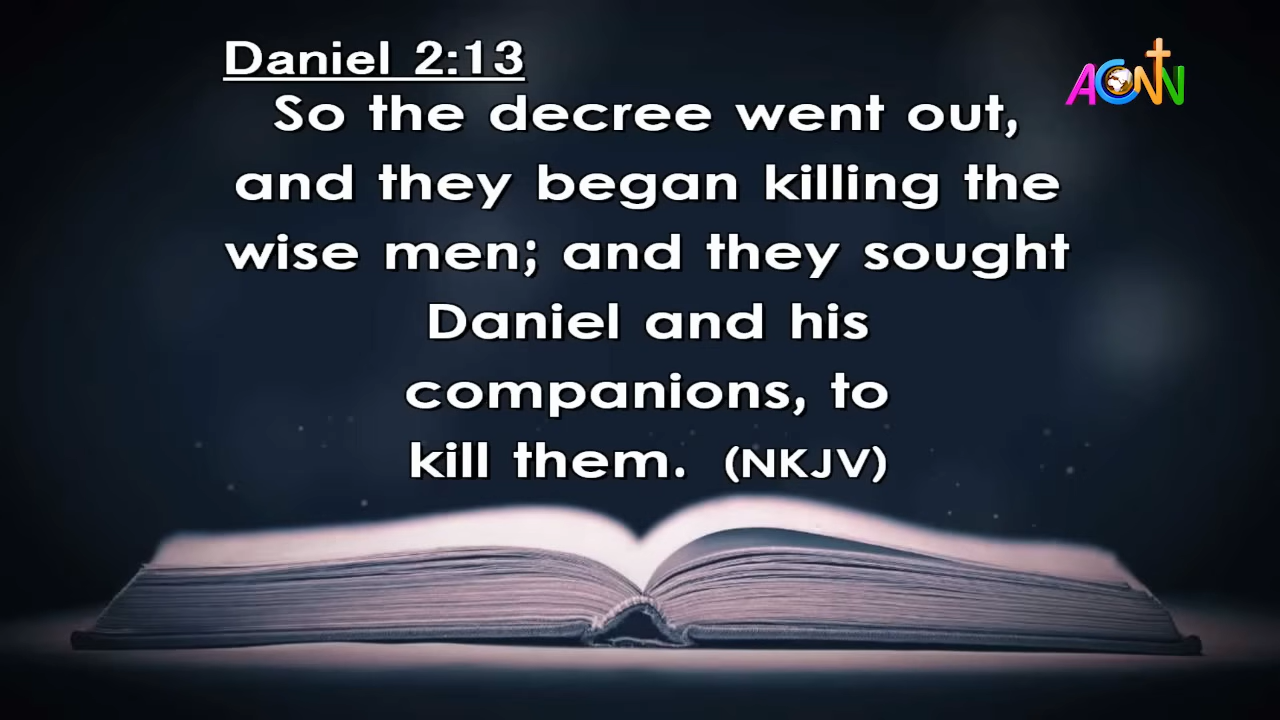 Daniel 2:13
ACNN
So the decree went out,
and they began killing the
wise men; and they sought
Daniel and his
companions, to
kill them. (NKJV)